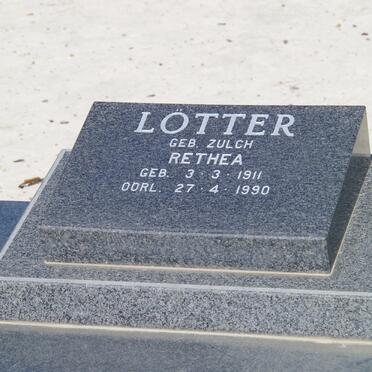 LÖTTER
GEB. ZULCH
RETHEA
GEB. 3·3·1911
OORL. 27·4·1990